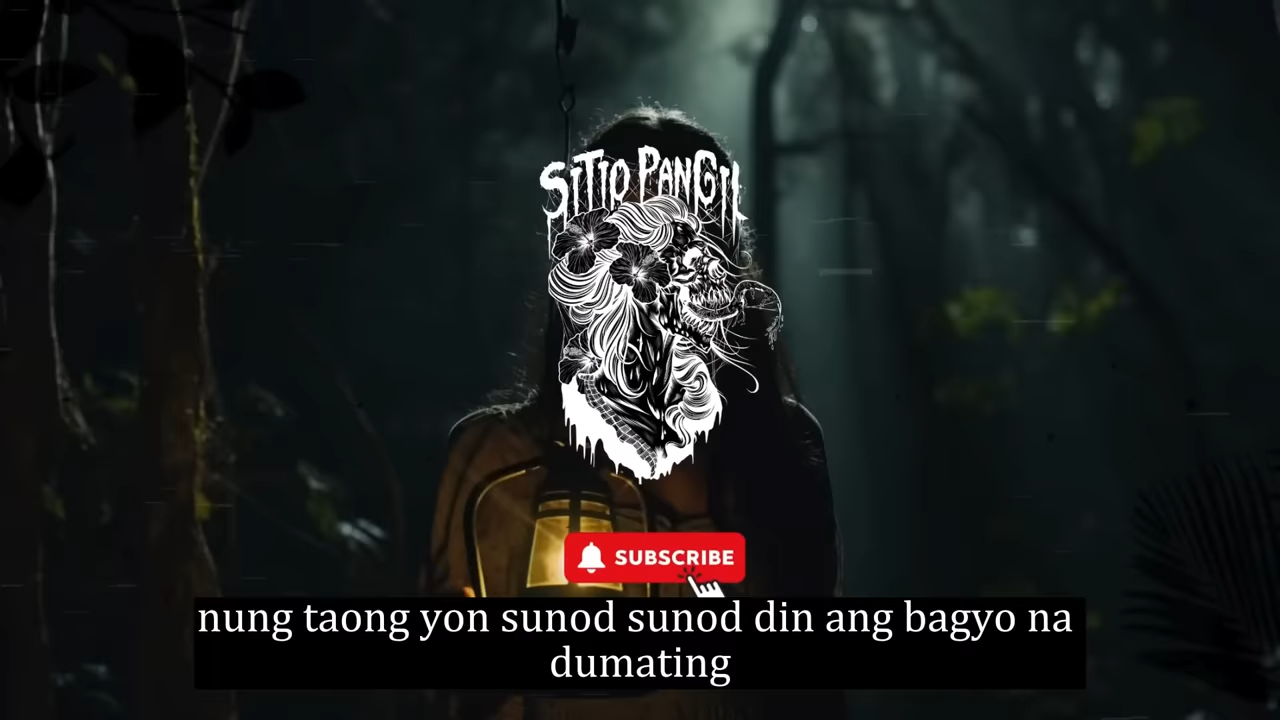 SITIO PANGIL
SUBSCRIBE
nung taong yon sunod sunod din ang bagyo na
dumating